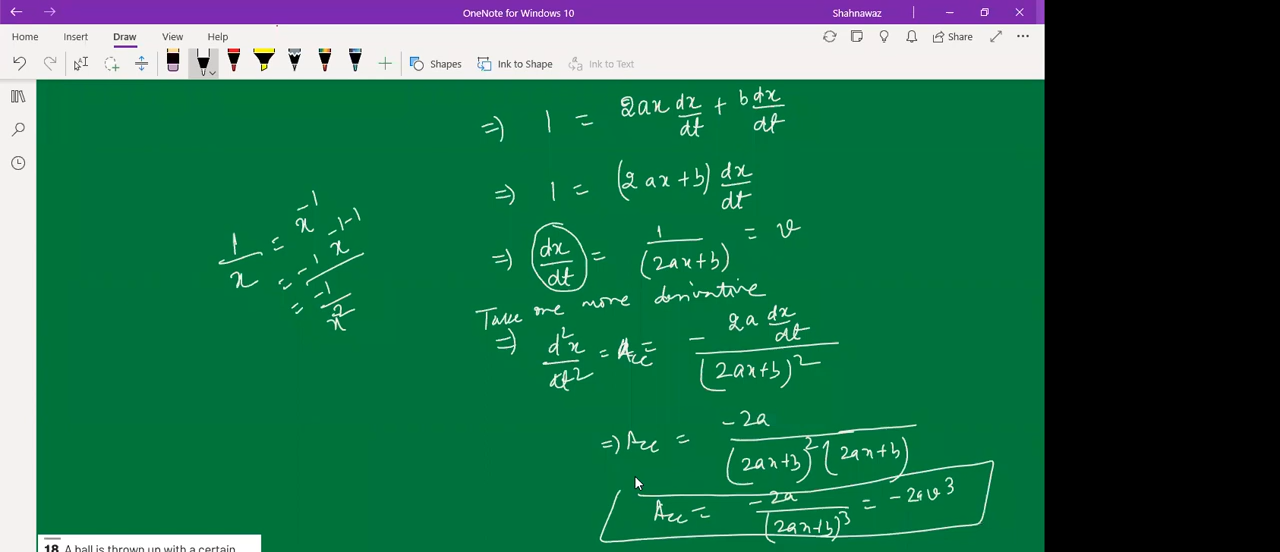 OneNote for Windows 10
Shahnawaz
Home Insert Draw View Help
Share
Shapes Ink to Shape Ink to Text
=) 1 = 2ax dx/dt + b dx/dt
=) 1 = (2ax+b) dx/dt
=) dx/dt = 1/(2ax+b) = v
Take one more derivative
=) d²x/dt² = Acc = - 2a dx/dt / (2ax+b)²
=) Acc = -2a / (2ax+b)² (2ax+b)
Acc = -2a/(2ax+b)³ = -2av³
1/x = x⁻¹
= -1 x⁻¹⁻¹
= -1/x²
18 A ball is thrown up with a certain